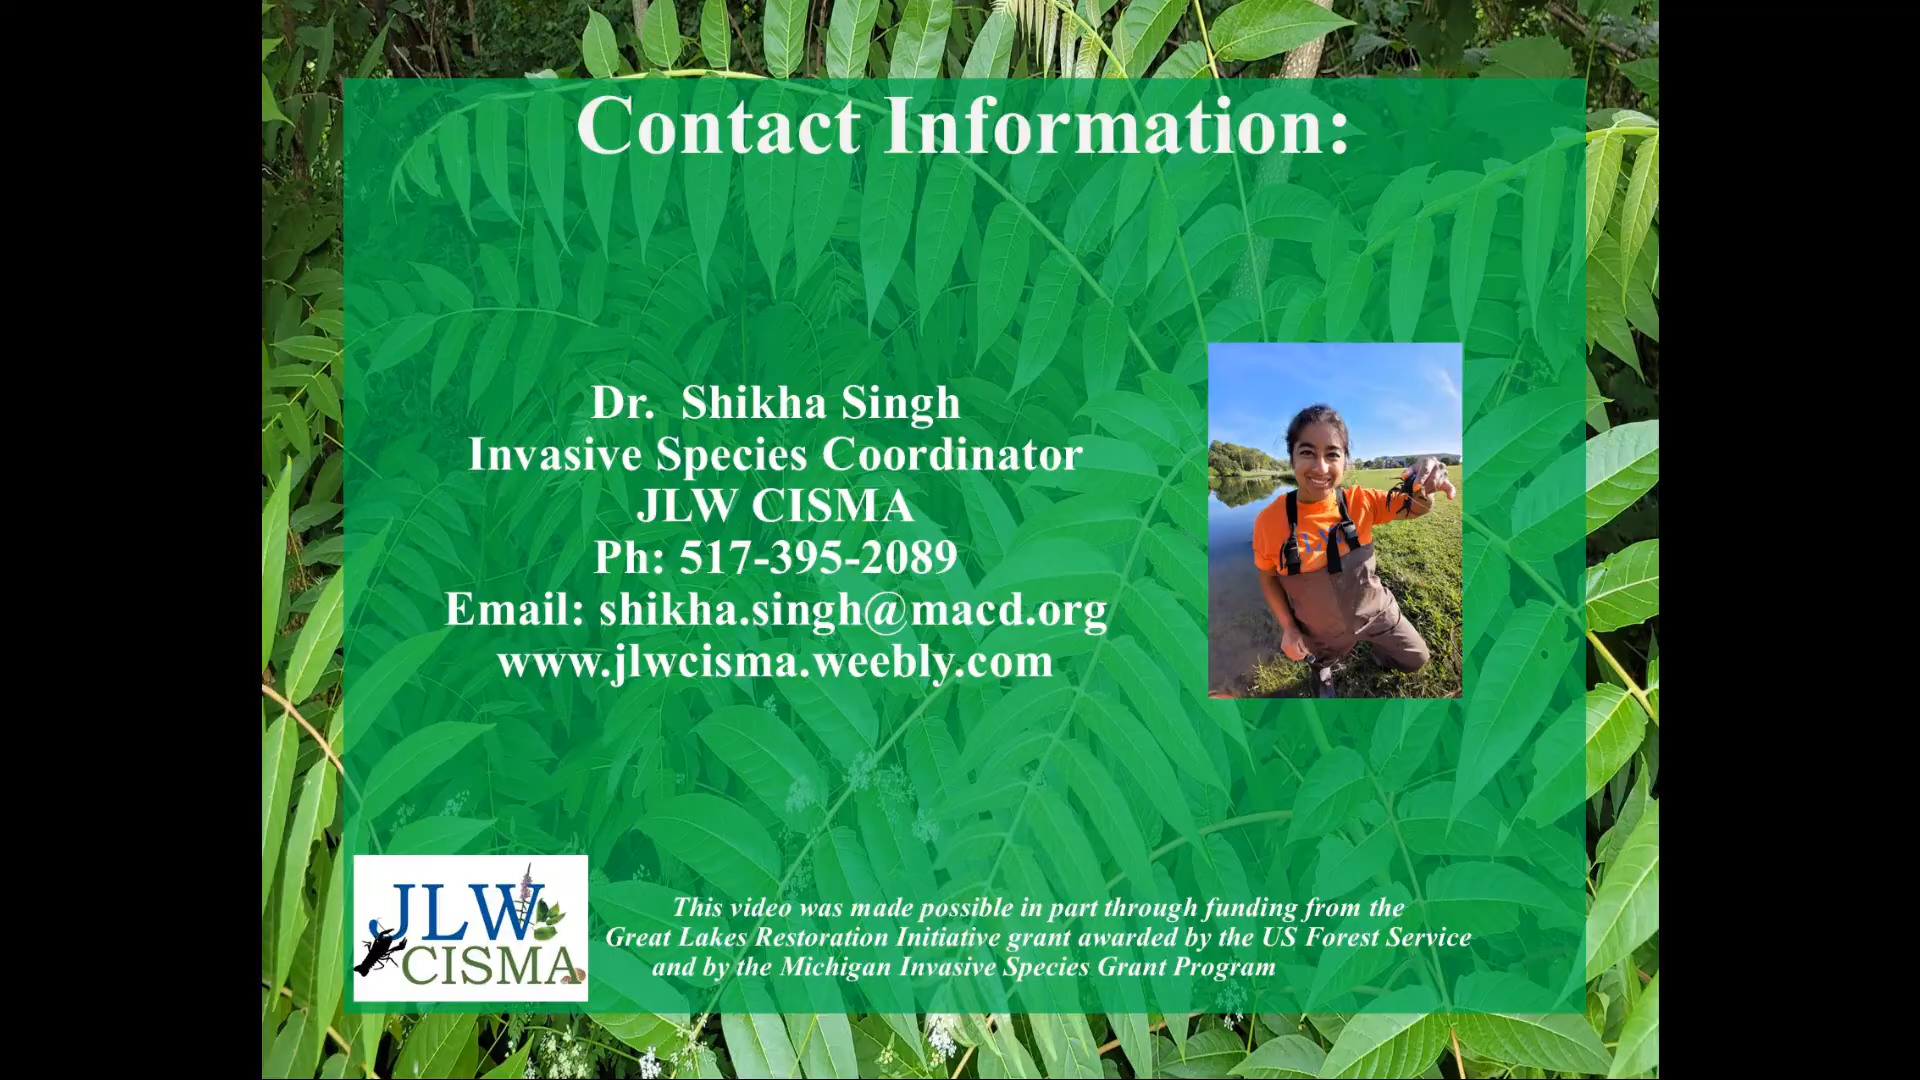 Contact Information:
Dr. Shikha Singh
Invasive Species Coordinator
JLW CISMA
Ph: 517-395-2089
Email: shikha.singh@macd.org
www.jlwcisma.weebly.com
JLW
CISMA
This video was made possible in part through funding from the
Great Lakes Restoration Initiative grant awarded by the US Forest Service
and by the Michigan Invasive Species Grant Program